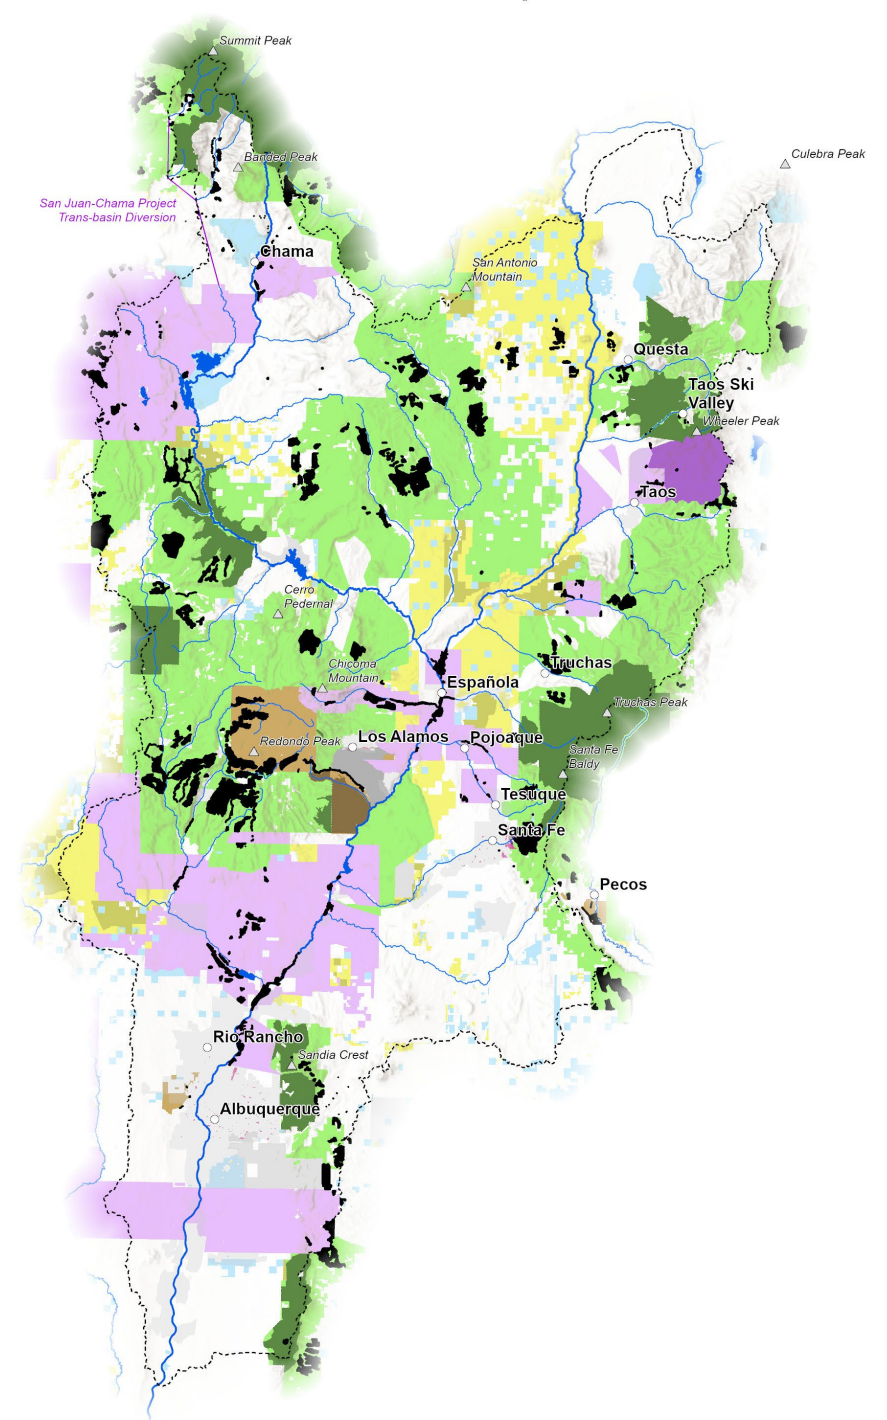 Summit Peak
Banded Peak
Culebra Peak
San Juan-Chama Project
Trans-basin Diversion
Chama
San Antonio
Mountain
Questa
Taos Ski
Valley
Wheeler Peak
Taos
Cerro
Pedernal
Chicoma
Mountain
Truchas
Española
Truchas Peak
Redondo Peak
Los Alamos
Pojoaque
Santa Fe
Baldy
Tesuque
Santa Fe
Pecos
Rio Rancho
Sandia Crest
Albuquerque